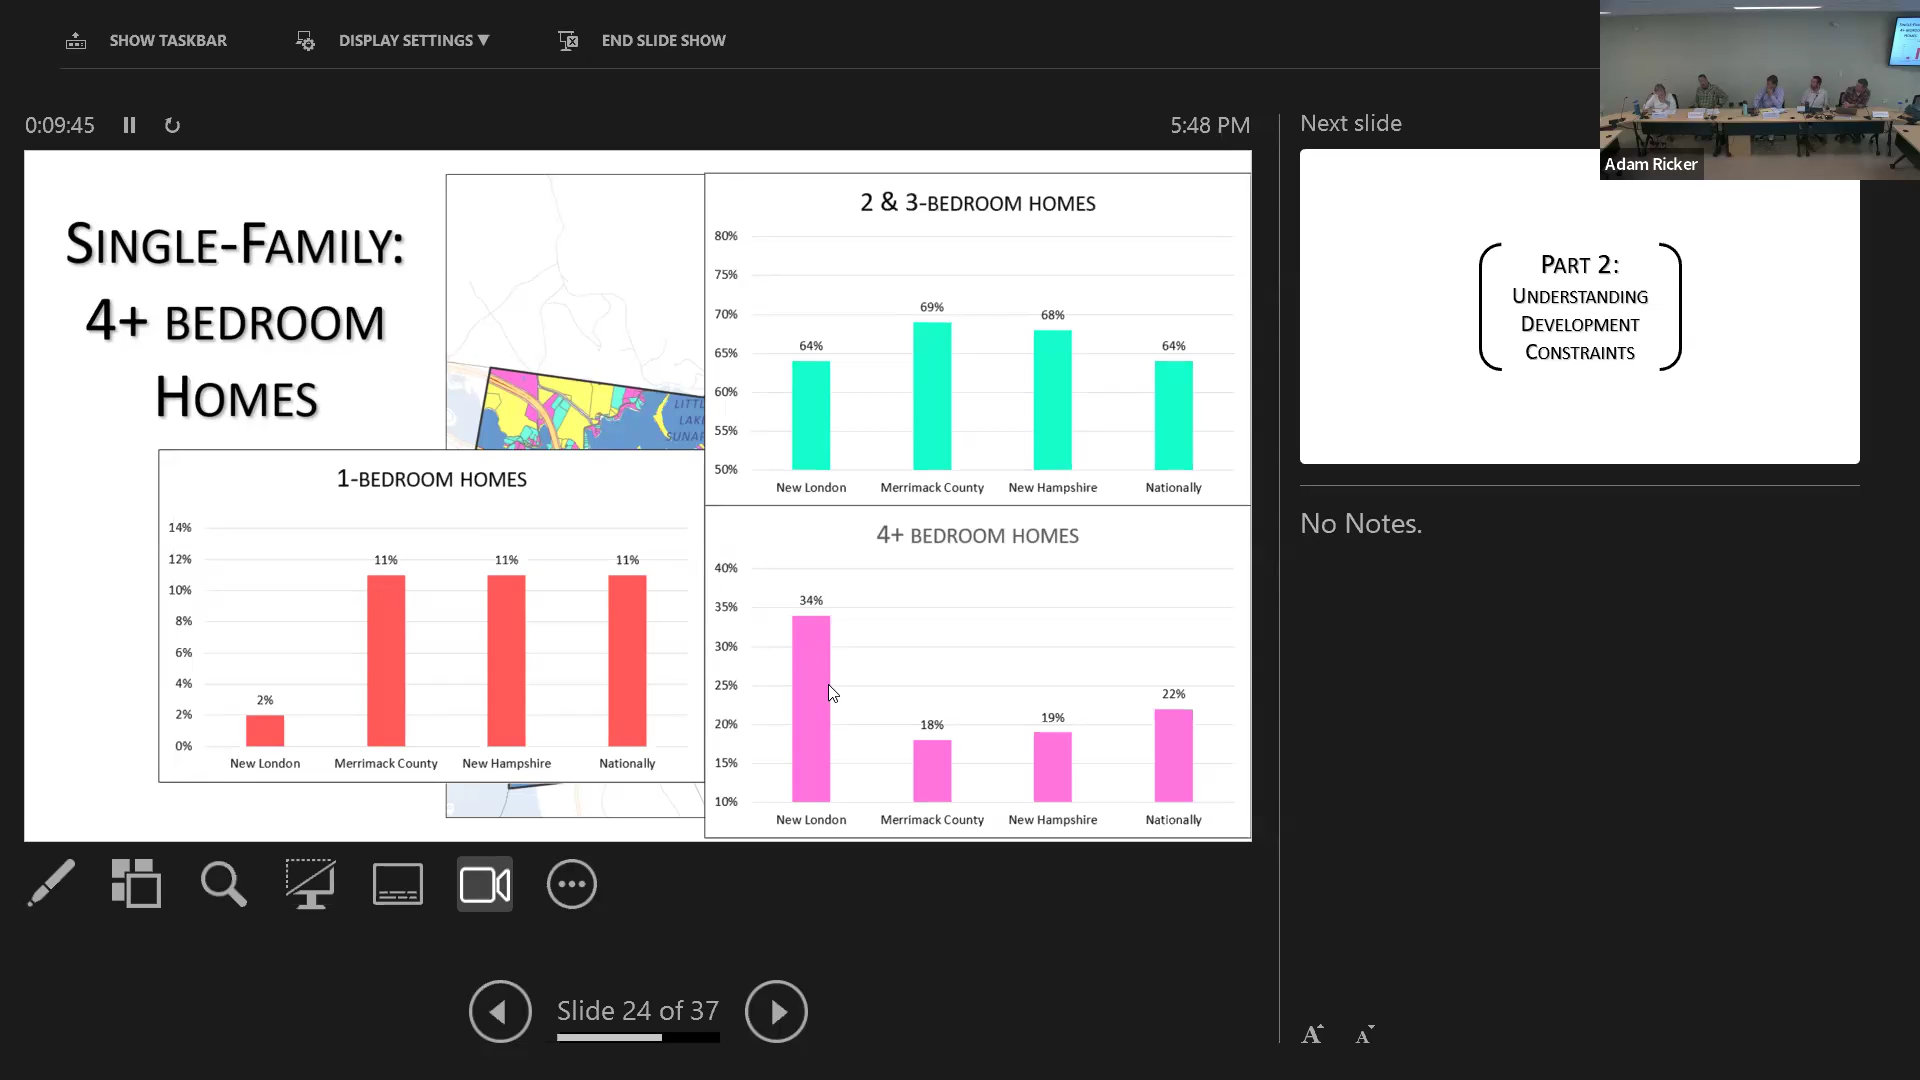 SHOW TASKBAR
DISPLAY SETTINGS ▼
END SLIDE SHOW
0:09:45
5:48 PM
Next slide
Adam Ricker
SINGLE-FAMILY:
4+ BEDROOM
HOMES
LITTL
LAKE
SUNAP
1-BEDROOM HOMES
14%
12%
10%
8%
6%
4%
2%
0%
2%
11%
11%
11%
New London
Merrimack County
New Hampshire
Nationally
2 & 3-BEDROOM HOMES
80%
75%
70%
65%
60%
55%
50%
64%
69%
68%
64%
New London
Merrimack County
New Hampshire
Nationally
4+ BEDROOM HOMES
40%
35%
30%
25%
20%
15%
10%
34%
18%
19%
22%
New London
Merrimack County
New Hampshire
Nationally
PART 2:
UNDERSTANDING
DEVELOPMENT
CONSTRAINTS
No Notes.
Slide 24 of 37
A A